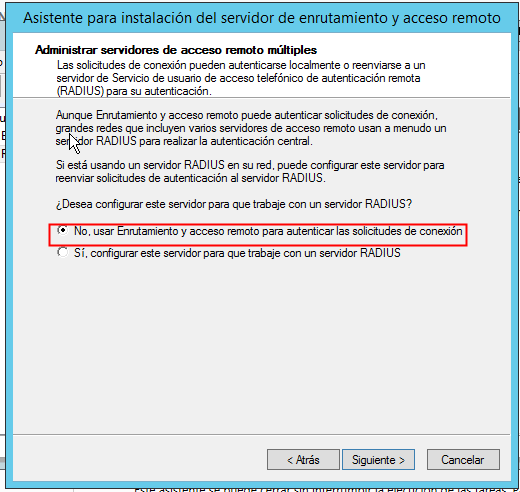 Asistente para instalación del servidor de enrutamiento y acceso remoto
Administrar servidores de acceso remoto múltiples
Las solicitudes de conexión pueden autenticarse localmente o reenviarse a un
servidor de Servicio de usuario de acceso telefónico de autenticación remota
(RADIUS) para su autenticación.
Aunque Enrutamiento y acceso remoto puede autenticar solicitudes de conexión,
grandes redes que incluyen varios servidores de acceso remoto usan a menudo un
servidor RADIUS para realizar la autenticación central.
Si está usando un servidor RADIUS en su red, puede configurar este servidor para
reenviar solicitudes de autenticación al servidor RADIUS.
¿Desea configurar este servidor para que trabaje con un servidor RADIUS?
No, usar Enrutamiento y acceso remoto para autenticar las solicitudes de conexión
Sí, configurar este servidor para que trabaje con un servidor RADIUS
< Atrás
Siguiente >
Cancelar